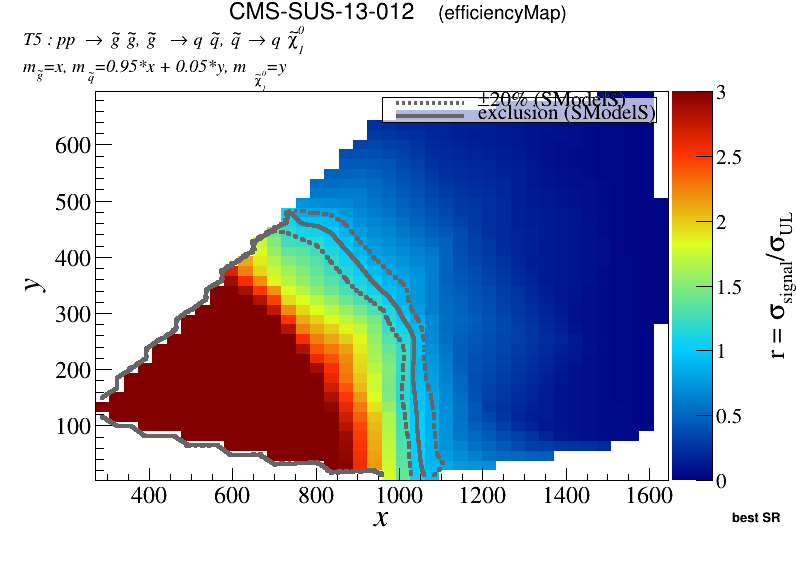 CMS-SUS-13-012 (efficiencyMap)
T5 : pp → g̃ g̃, g̃ → q q̃, q̃ → q χ̃₁⁰
m_g̃=x, m_q̃=0.95*x + 0.05*y, m_χ̃₁⁰=y
±20% (SModelS)
exclusion (SModelS)
600
500
400
300
200
100
y
400 600 800 1000 1200 1400 1600
x
3
2.5
2
1.5
1
0.5
0
r = σ_signal/σ_UL
best SR